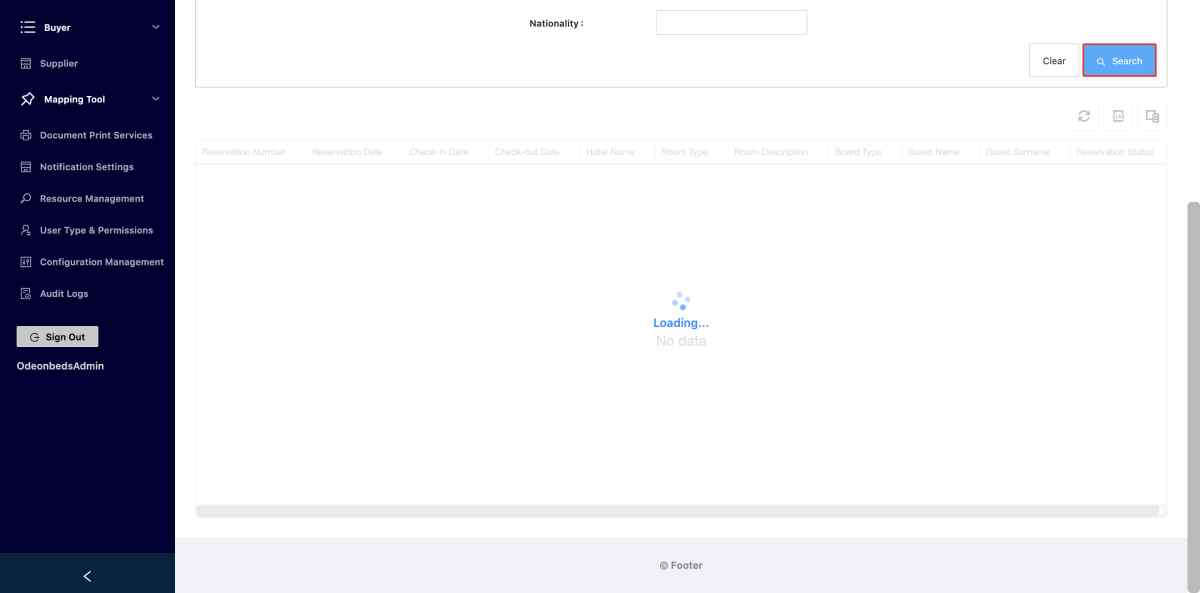 Buyer
Supplier
Mapping Tool
Document Print Services
Notification Settings
Resource Management
User Type & Permissions
Configuration Management
Audit Logs
Sign Out
OdeonbedsAdmin
Nationality :
Clear
Search
Reservation Number Reservation Date Check-in Date Check-out Date Hotel Name Room Type Room Description Board Type Guest Name Guest Surname Reservation Status
Loading...
No data
© Footer